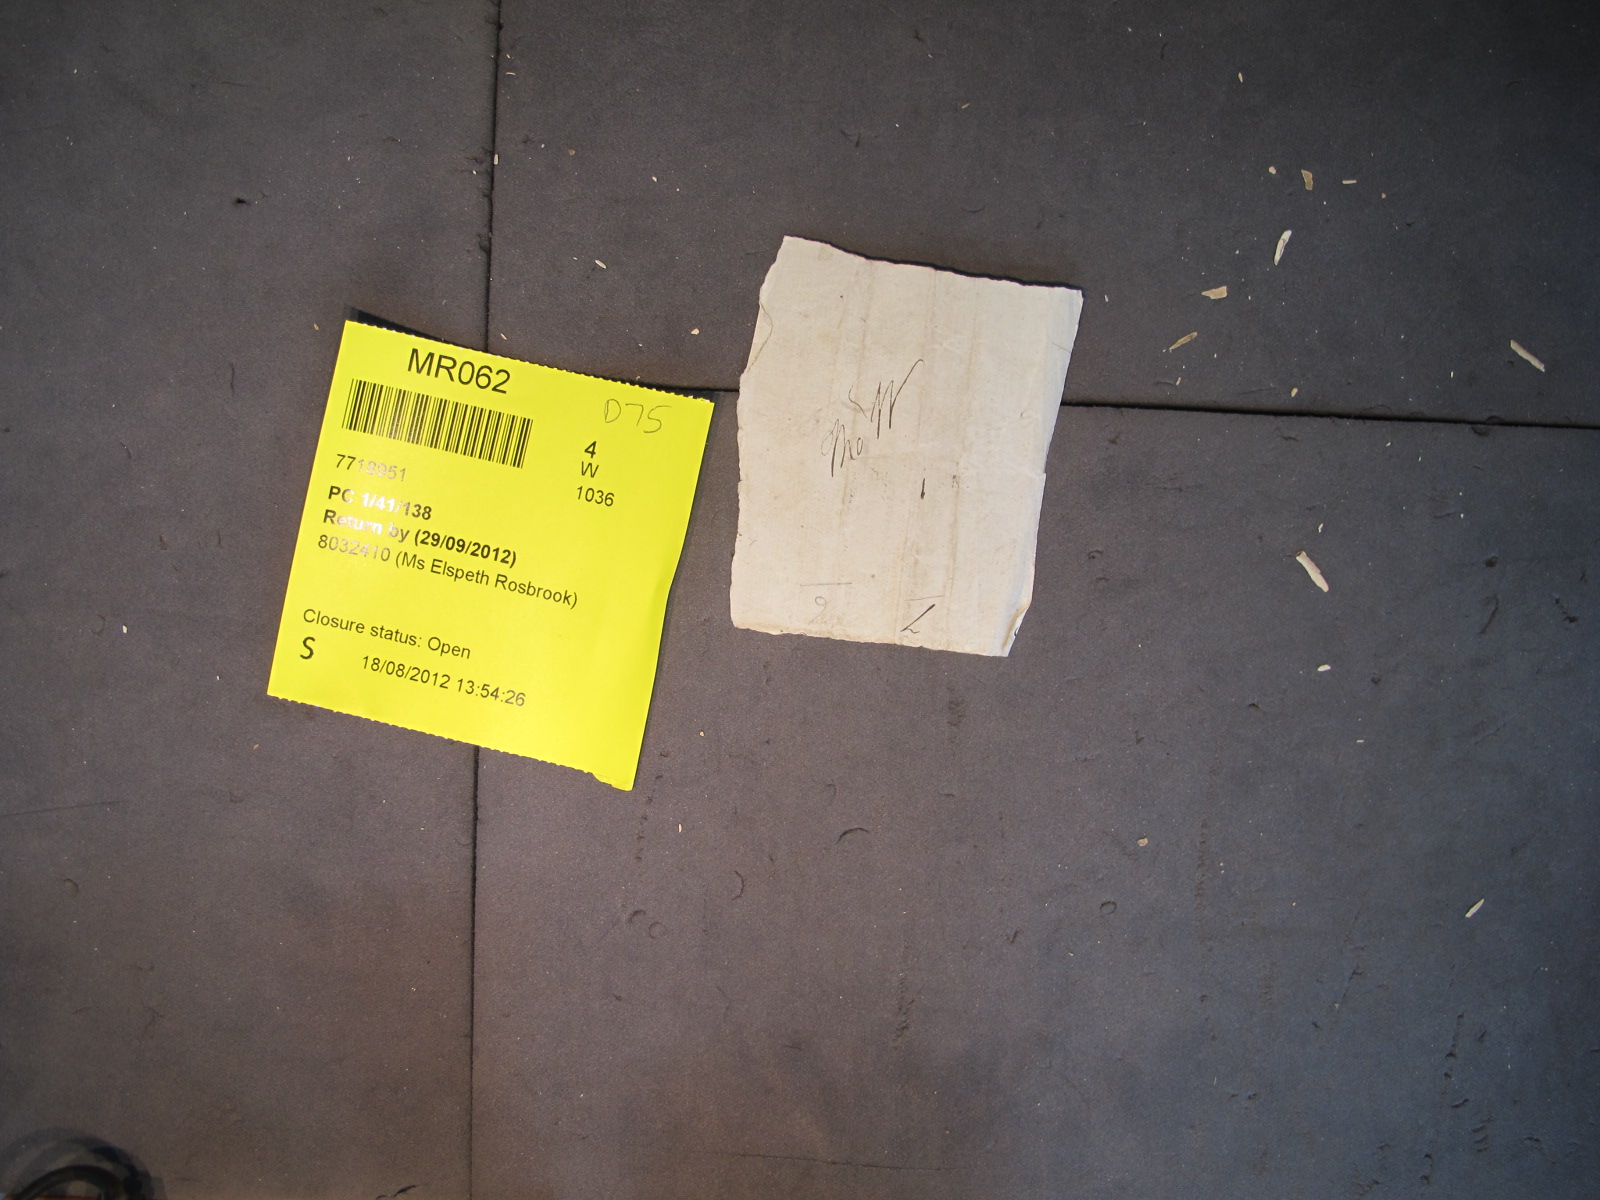 MR062
D75
4
W
1036
7718951
PC 1/41/138
Return by (29/09/2012)
8032410 (Ms Elspeth Rosbrook)
Closure status: Open
S
18/08/2012 13:54:26